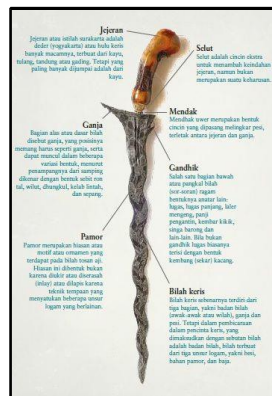 Jejeran
Jejeran atau istilah surakarta adalah
deder (yogyakarta) atau hulu keris
banyak macamnya, terbuat dari kayu,
tulang, tanduk atau gading. Tetapi yang
paling banyak dijumpai adalah dari
kayu.
Selut
Selut adalah cincin ekstra
untuk menambah keindahan
jejeran, namun bukan
merupakan suatu keharusan.
Mendak
Mendhak uwer merupakan bentuk
cincin yang dipasang melingkar pesi,
terletak antara jejeran dan ganja.
Ganja
Bagian alas atau dasar bilah
disebut ganja, yang posisinya
memang harus seperti ganja, serta
dapat muncul dalam beberapa
variasi bentuk, menurut
penampangnya dari samping
dikenar dengan bentuk sebit ron
tal, wilut, dhungkul, kelab lintah,
dan sepang.
Gandhik
Salah satu bagian bawah
atau pangkal bilah
(sor-soran) ragam
bentuknya anatar lain:
lugas, lugas panjang, laler
mengeng, panji
pengantin, kembar kikik,
singa barong dan
lain-lain. Bila bukan
gandhik lugas biasanya
terisi dengan bentuk
kembang (sekar) kacang.
Pamor
Pamor merupakan hiasan atau
motif atau ornamen yang
terdapat pada bilah tosan aji.
Hiasan ini dibentuk bukan
karena diukir atau diserasah
(inlay) atau dilapis karena
teknik tempaan yang
menyatukan beberapa unsur
logam yang berlainan.
Bilah keris
Bilah keris sebenarnya terdiri dari
tiga bagian, yakni badan bilah
(awak-awak atau wilah), ganja dan
pesi. Tetapi dalam pembicaraan
dalam pencinta keris, yang
dimaksudkan dengan sebutan bilah
adalah badan bilah, bilah terbuat
dari tiga unsur logam, yakni besi,
bahan pamor, dan baja.